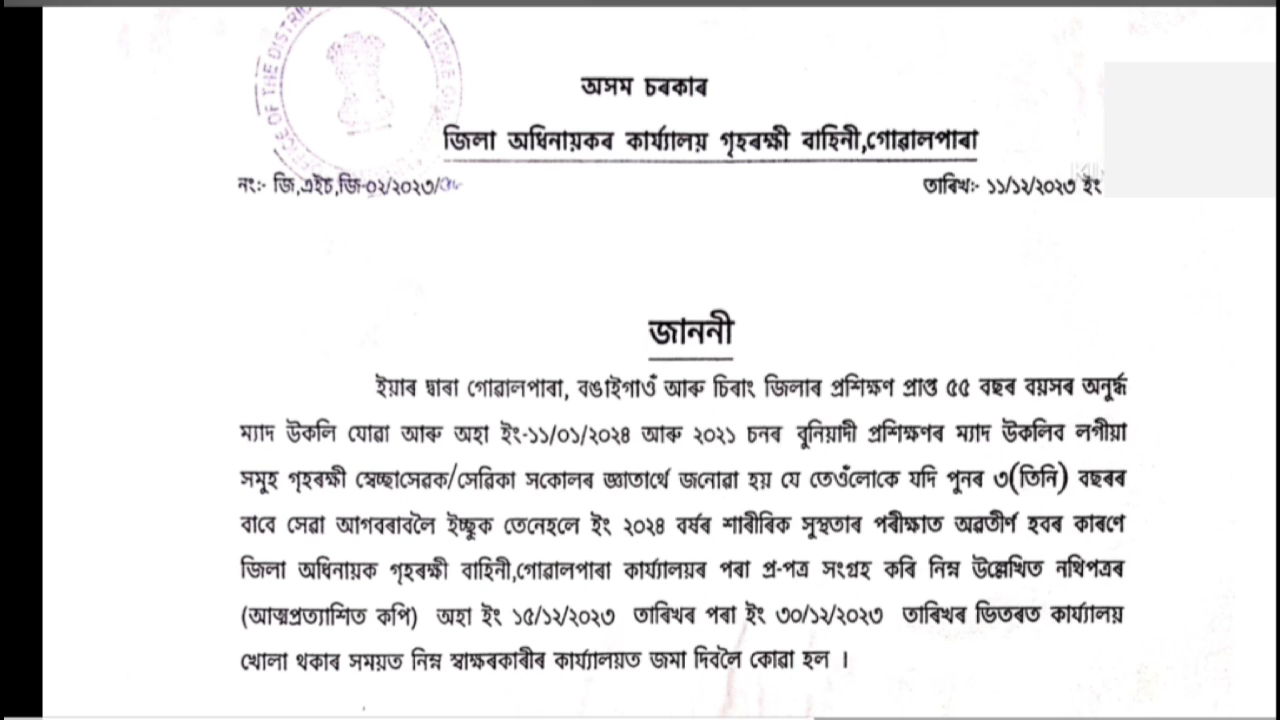 OFFICE OF THE DISTRI
অসম চৰকাৰ
জিলা অধিনায়কৰ কাৰ্য্যালয় গৃহৰক্ষী বাহিনী,গোৱালপাৰা
নং:- জি,এইচ,জি-০২/২০২৩/
তাৰিখ:- ১১/১২/২০২৩ ইং
জাননী
ইয়াৰ দ্বাৰা গোৱালপাৰা, বঙাইগাওঁ আৰু চিৰাং জিলাৰ প্ৰশিক্ষণ প্ৰাপ্ত ৫৫ বছৰ বয়সৰ অনুৰ্দ্ধ
ম্যাদ উকলি যোৱা আৰু অহা ইং-১১/০১/২০২৪ আৰু ২০২১ চনৰ বুনিয়াদী প্ৰশিক্ষণৰ ম্যাদ উকলিব লগীয়া
সমুহ গৃহৰক্ষী স্বেচ্ছাসেৱক/সেৱিকা সকোলৰ জ্ঞাতাৰ্থে জনোৱা হয় যে তেওঁলোকে যদি পুনৰ ৩(তিনি) বছৰৰ
বাবে সেৱা আগবৰাবলৈ ইচ্ছুক তেনেহলে ইং ২০২৪ বৰ্ষৰ শাৰীৰিক সুস্থতাৰ পৰীক্ষাত অৱতীৰ্ণ হবৰ কাৰণে
জিলা অধিনায়ক গৃহৰক্ষী বাহিনী,গোৱালপাৰা কাৰ্য্যালয়ৰ পৰা প্ৰ-পত্ৰ সংগ্ৰহ কৰি নিম্ন উল্লেখিত নথিপত্ৰৰ
(আত্মপ্ৰত্যাশিত কপি) অহা ইং ১৫/১২/২০২৩ তাৰিখৰ পৰা ইং ৩০/১২/২০২৩ তাৰিখৰ ভিতৰত কাৰ্য্যালয়
খোলা থকাৰ সময়ত নিম্ন স্বাক্ষৰকাৰীৰ কাৰ্য্যালয়ত জমা দিবলৈ কোৱা হল ।